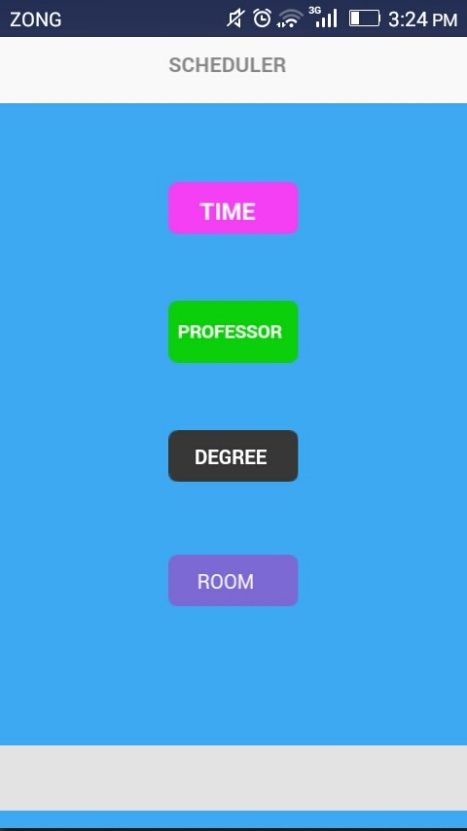 ZONG 3G 3:24 PM
SCHEDULER
TIME
PROFESSOR
DEGREE
ROOM